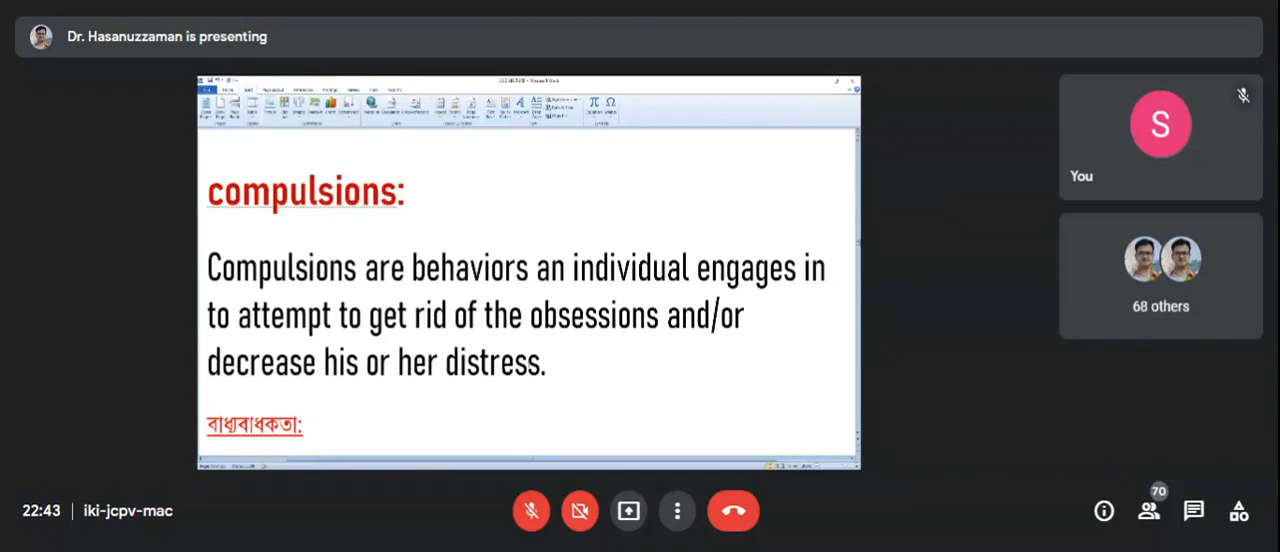 Dr. Hasanuzzaman is presenting
compulsions:
Compulsions are behaviors an individual engages in
to attempt to get rid of the obsessions and/or
decrease his or her distress.
বাধ্যবাধকতা:
S
You
68 others
22:43 | iki-jcpv-mac
70